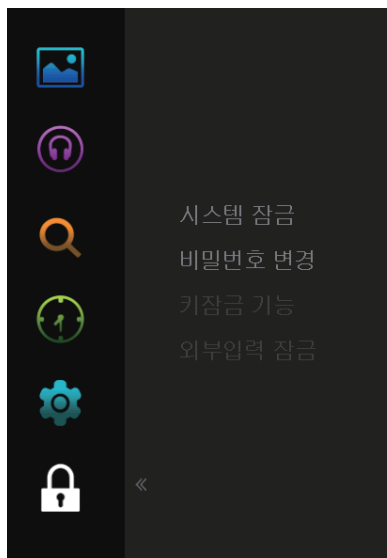 시스템 잠금
비밀번호 변경
키잠금 기능
외부입력 잠금
«